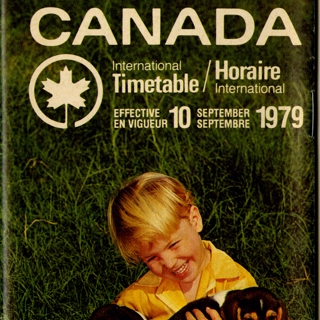 CANADA
International Timetable / Horaire International
EFFECTIVE EN VIGUEUR 10 SEPTEMBER SEPTEMBRE 1979